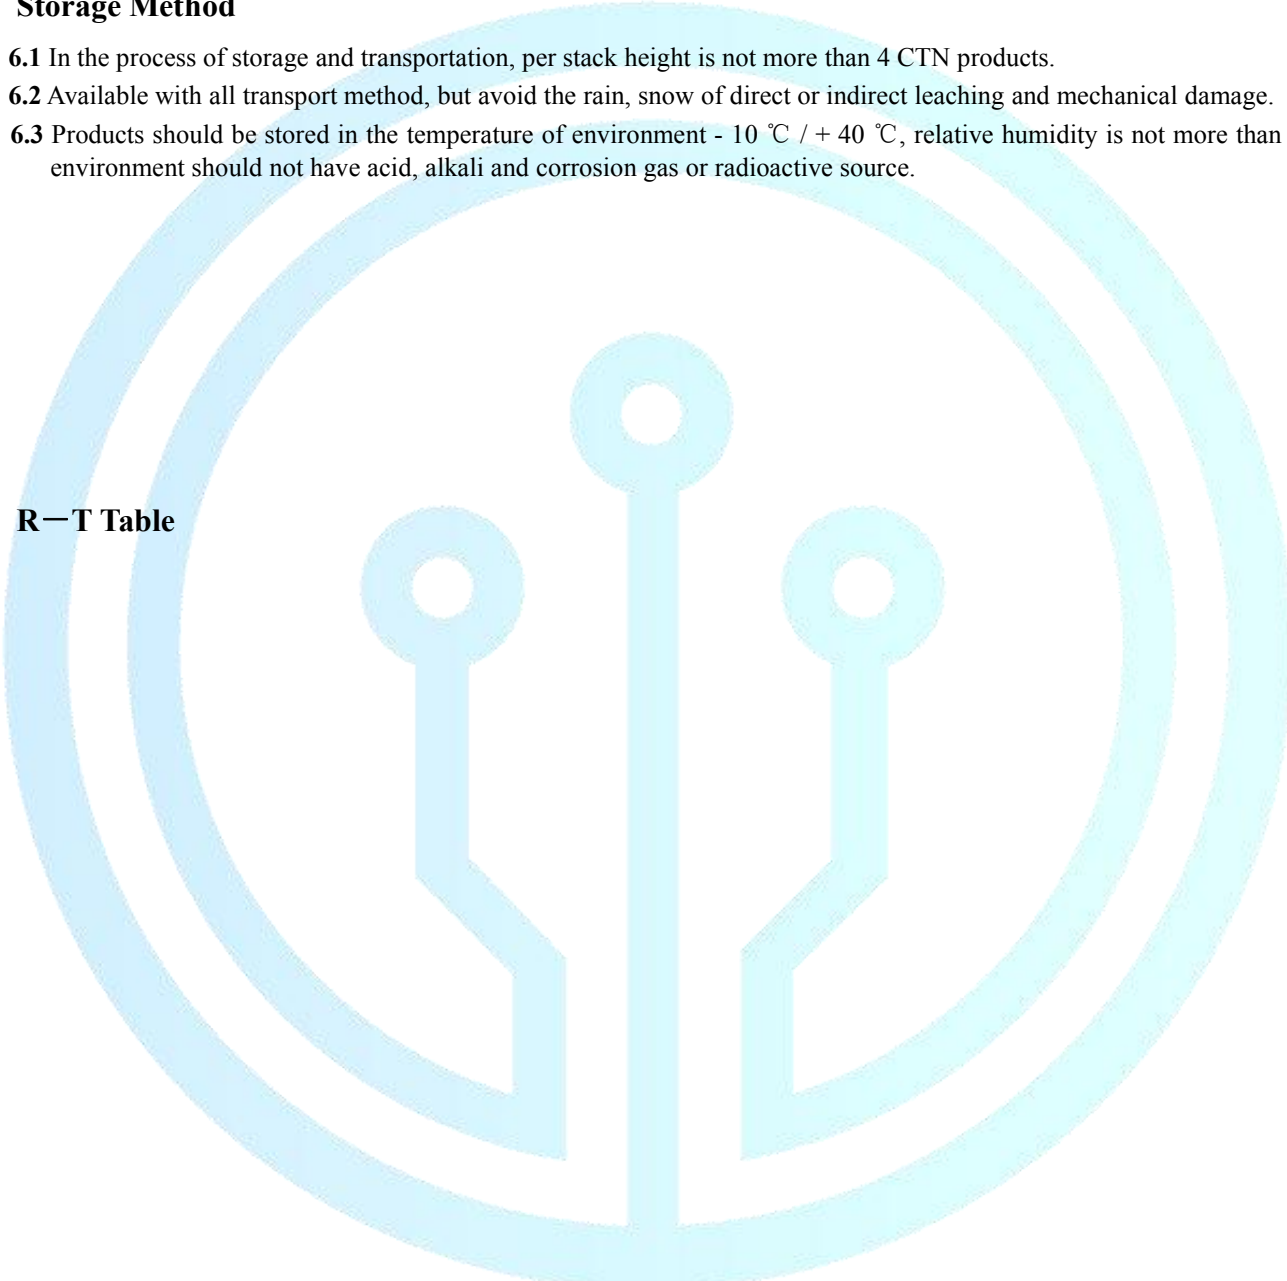 Storage Method
6.1 In the process of storage and transportation, per stack height is not more than 4 CTN products.
6.2 Available with all transport method, but avoid the rain, snow of direct or indirect leaching and mechanical damage.
6.3 Products should be stored in the temperature of environment - 10 ℃ / + 40 ℃, relative humidity is not more than
environment should not have acid, alkali and corrosion gas or radioactive source.
R－T Table